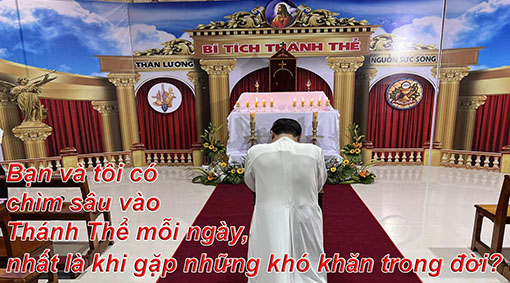 BÍ TÍCH THÁNH THỂ
THẦN LƯƠNG
NGUỒN SỨC SỐNG
Bạn và tôi có
chìm sâu vào
Thánh Thể mỗi ngày,
nhất là khi gặp những khó khăn trong đời?